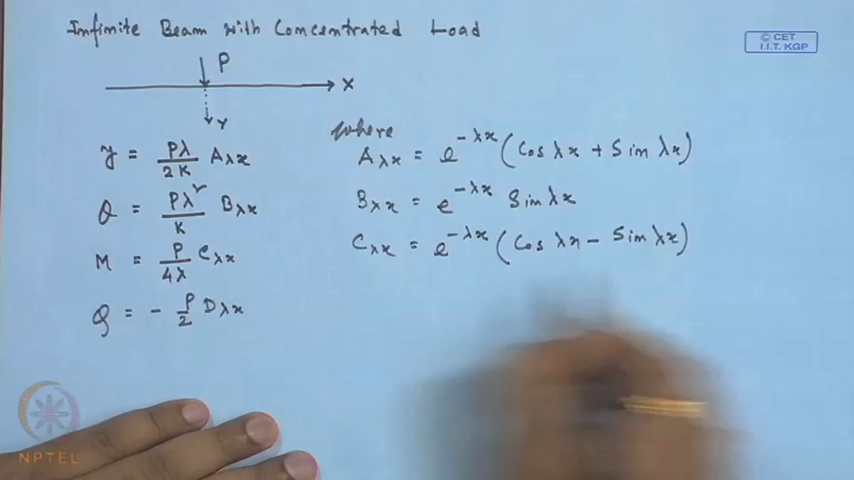 Infinite Beam with Concentrated Load
© CET
I.I.T. KGP
P
X
Y
y = Pλ/2K Aλx
θ = Pλ²/K Bλx
M = P/4λ Cλx
Q = - P/2 Dλx
where
Aλx = e^-λx (Cos λx + Sin λx)
Bλx = e^-λx Sin λx
Cλx = e^-λx (Cos λx - Sin λx)
NPTEL